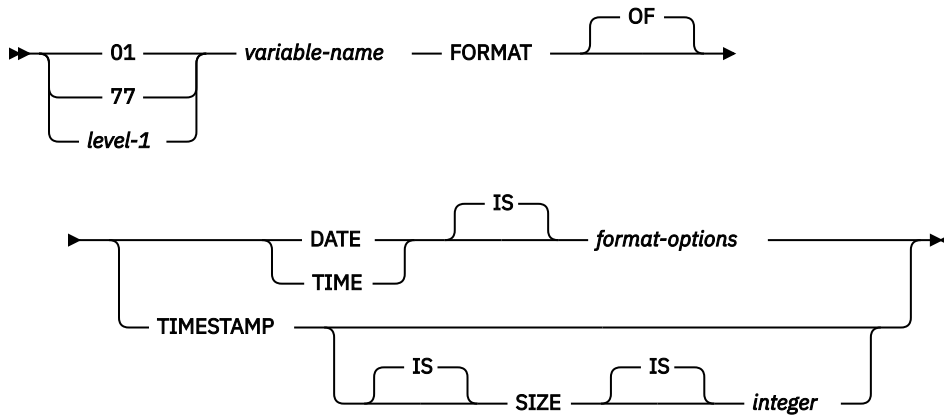 OF
01 variable-name FORMAT
77
level-1
IS
DATE format-options
TIME
TIMESTAMP
IS IS
SIZE integer